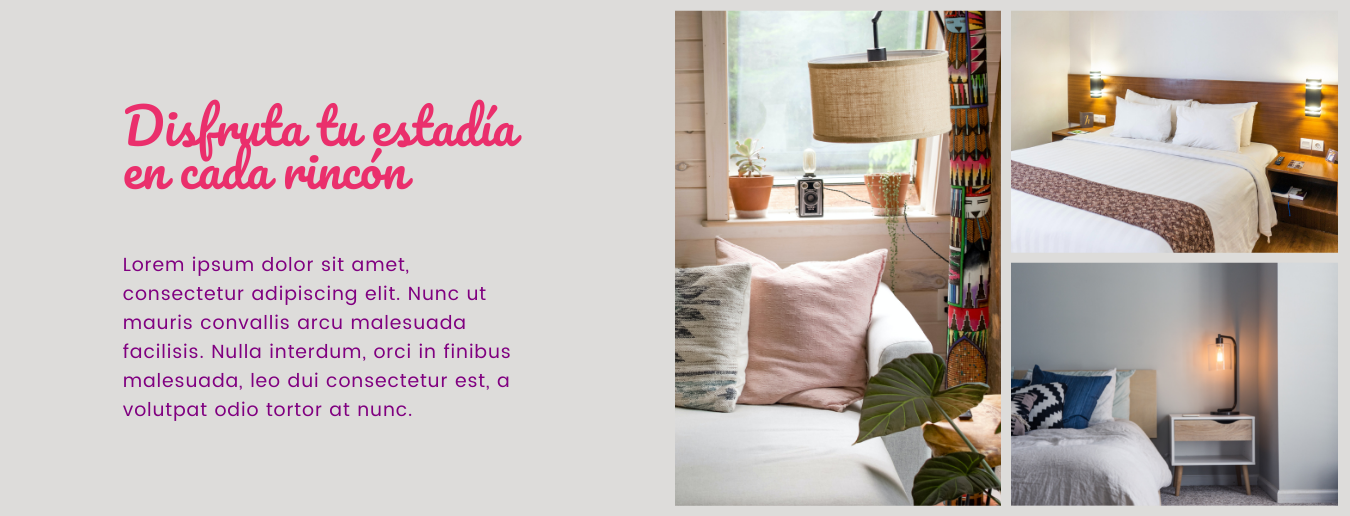 Disfruta tu estadía
en cada rincón
Lorem ipsum dolor sit amet,
consectetur adipiscing elit. Nunc ut
mauris convallis arcu malesuada
facilisis. Nulla interdum, orci in finibus
malesuada, leo dui consectetur est, a
volutpat odio tortor at nunc.